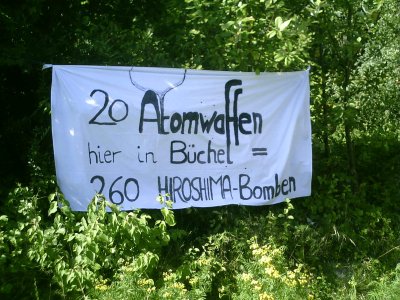 20 Atomwaffen
hier in Büchel =
260 HIROSHIMA-Bomben